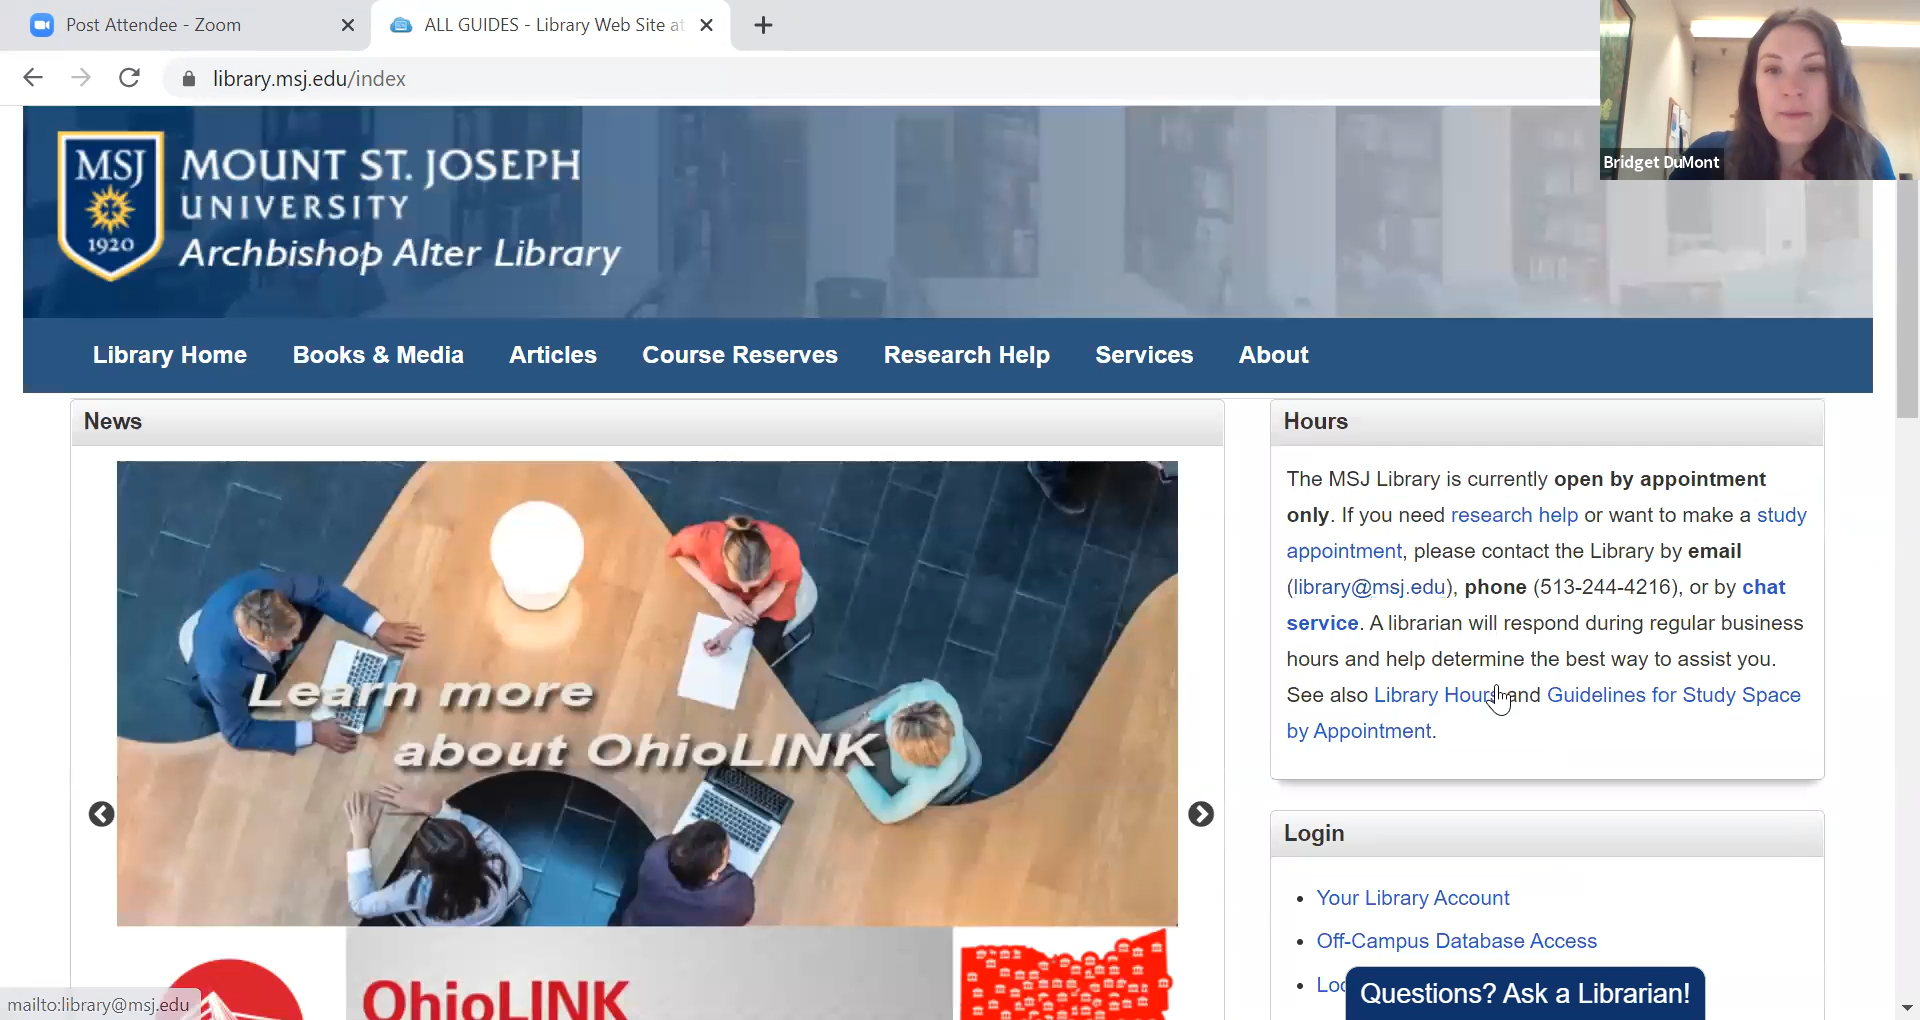 Post Attendee - Zoom
ALL GUIDES - Library Web Site at
library.msj.edu/index
Bridget DuMont
MSJ
1920
MOUNT ST. JOSEPH
UNIVERSITY
Archbishop Alter Library
Library Home Books & Media Articles Course Reserves Research Help Services About
News
Learn more
about OhioLINK
OhioLINK
Hours
The MSJ Library is currently open by appointment
only. If you need research help or want to make a study
appointment, please contact the Library by email
(library@msj.edu), phone (513-244-4216), or by chat
service. A librarian will respond during regular business
hours and help determine the best way to assist you.
See also Library Hours and Guidelines for Study Space
by Appointment.
Login
Your Library Account
Off-Campus Database Access
Questions? Ask a Librarian!
mailto:library@msj.edu